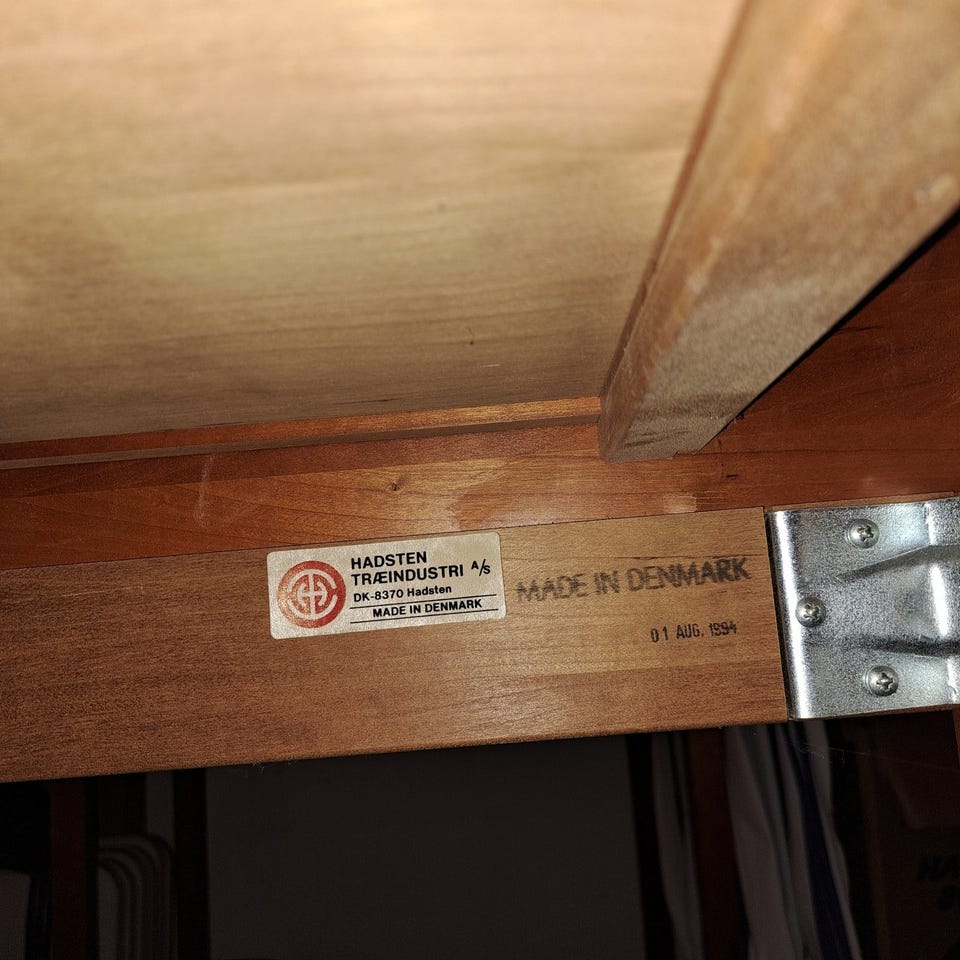 HADSTEN
TRÆINDUSTRI A/S
DK-8370 Hadsten
MADE IN DENMARK
MADE IN DENMARK
01 AUG. 1994